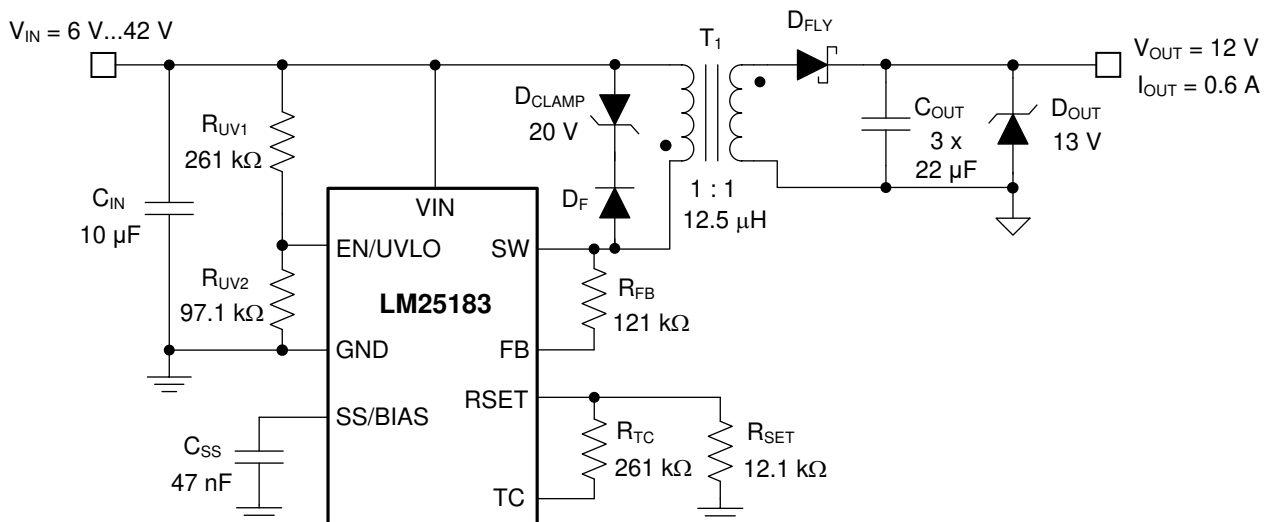 V_IN = 6 V...42 V
D_FLY
T_1
V_OUT = 12 V
I_OUT = 0.6 A
D_CLAMP
20 V
C_OUT
3 x
22 µF
D_OUT
13 V
R_UV1
261 kΩ
C_IN
10 µF
D_F
1 : 1
12.5 μH
VIN
EN/UVLO
SW
R_UV2
97.1 kΩ
LM25183
R_FB
121 kΩ
GND
FB
RSET
SS/BIAS
C_SS
47 nF
R_TC
261 kΩ
R_SET
12.1 kΩ
TC